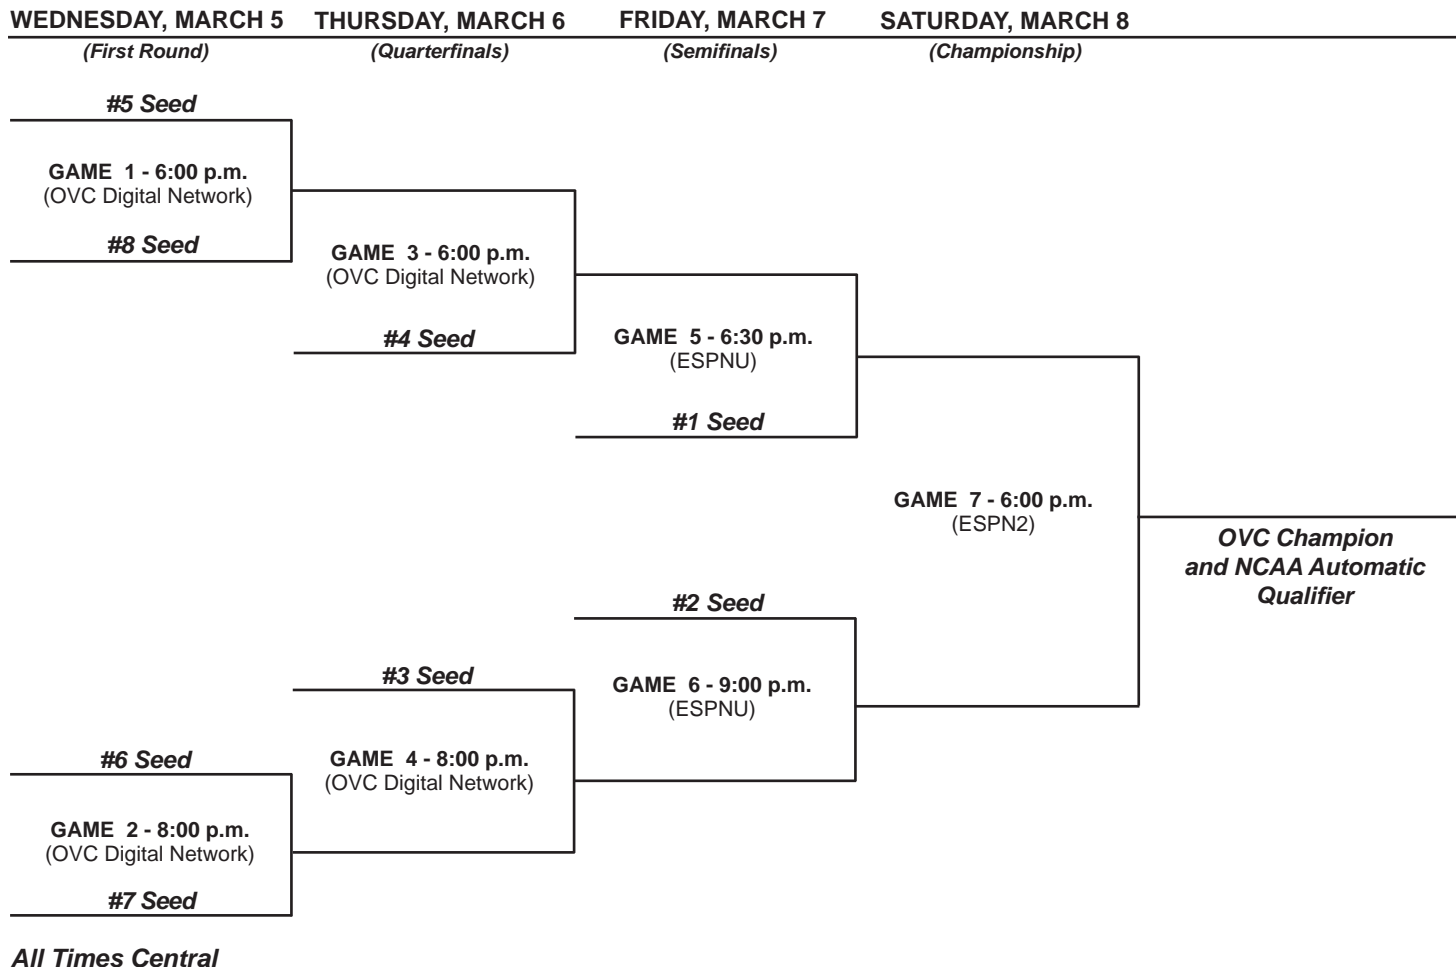 WEDNESDAY, MARCH 5
THURSDAY, MARCH 6
FRIDAY, MARCH 7
SATURDAY, MARCH 8
(First Round)
(Quarterfinals)
(Semifinals)
(Championship)
#5 Seed
GAME 1 - 6:00 p.m.
(OVC Digital Network)
#8 Seed
GAME 3 - 6:00 p.m.
(OVC Digital Network)
#4 Seed
GAME 5 - 6:30 p.m.
(ESPNU)
#1 Seed
GAME 7 - 6:00 p.m.
(ESPN2)
OVC Champion
and NCAA Automatic
Qualifier
#2 Seed
GAME 6 - 9:00 p.m.
(ESPNU)
#3 Seed
GAME 4 - 8:00 p.m.
(OVC Digital Network)
#6 Seed
GAME 2 - 8:00 p.m.
(OVC Digital Network)
#7 Seed
All Times Central